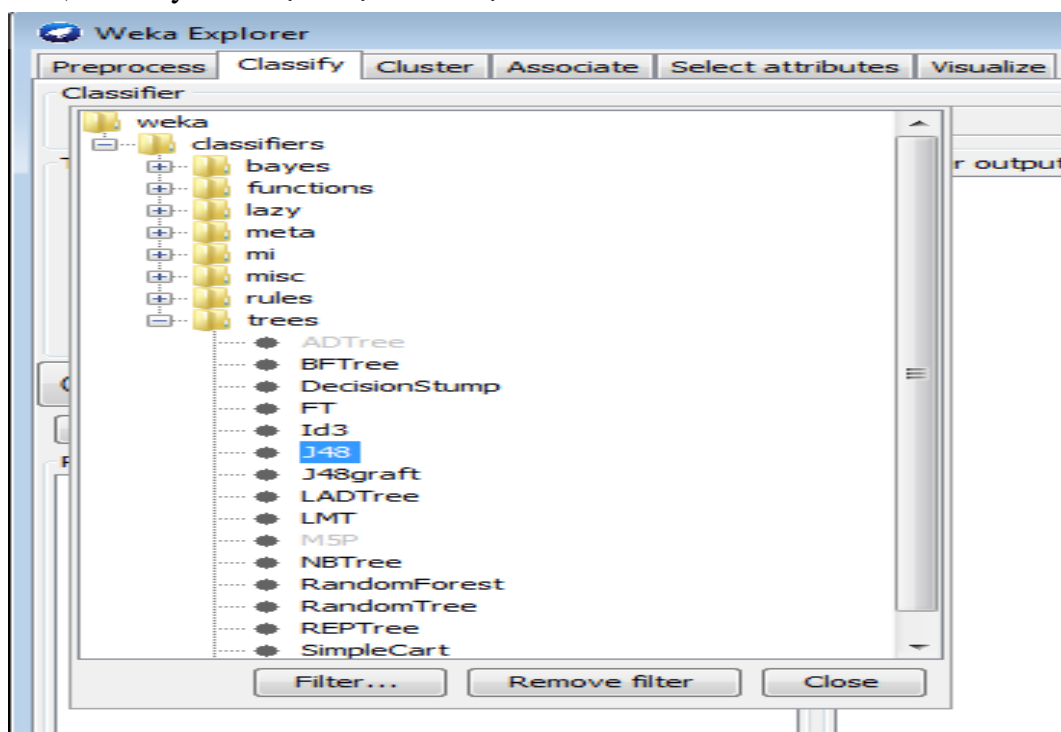 Weka Explorer
Preprocess Classify Cluster Associate Select attributes Visualize
Classifier
weka
classifiers
bayes
r output
functions
lazy
meta
mi
misc
rules
trees
ADTree
BFTree
DecisionStump
FT
Id3
J48
J48graft
LADTree
LMT
M5P
NBTree
RandomForest
RandomTree
REPTree
SimpleCart
Filter... Remove filter Close